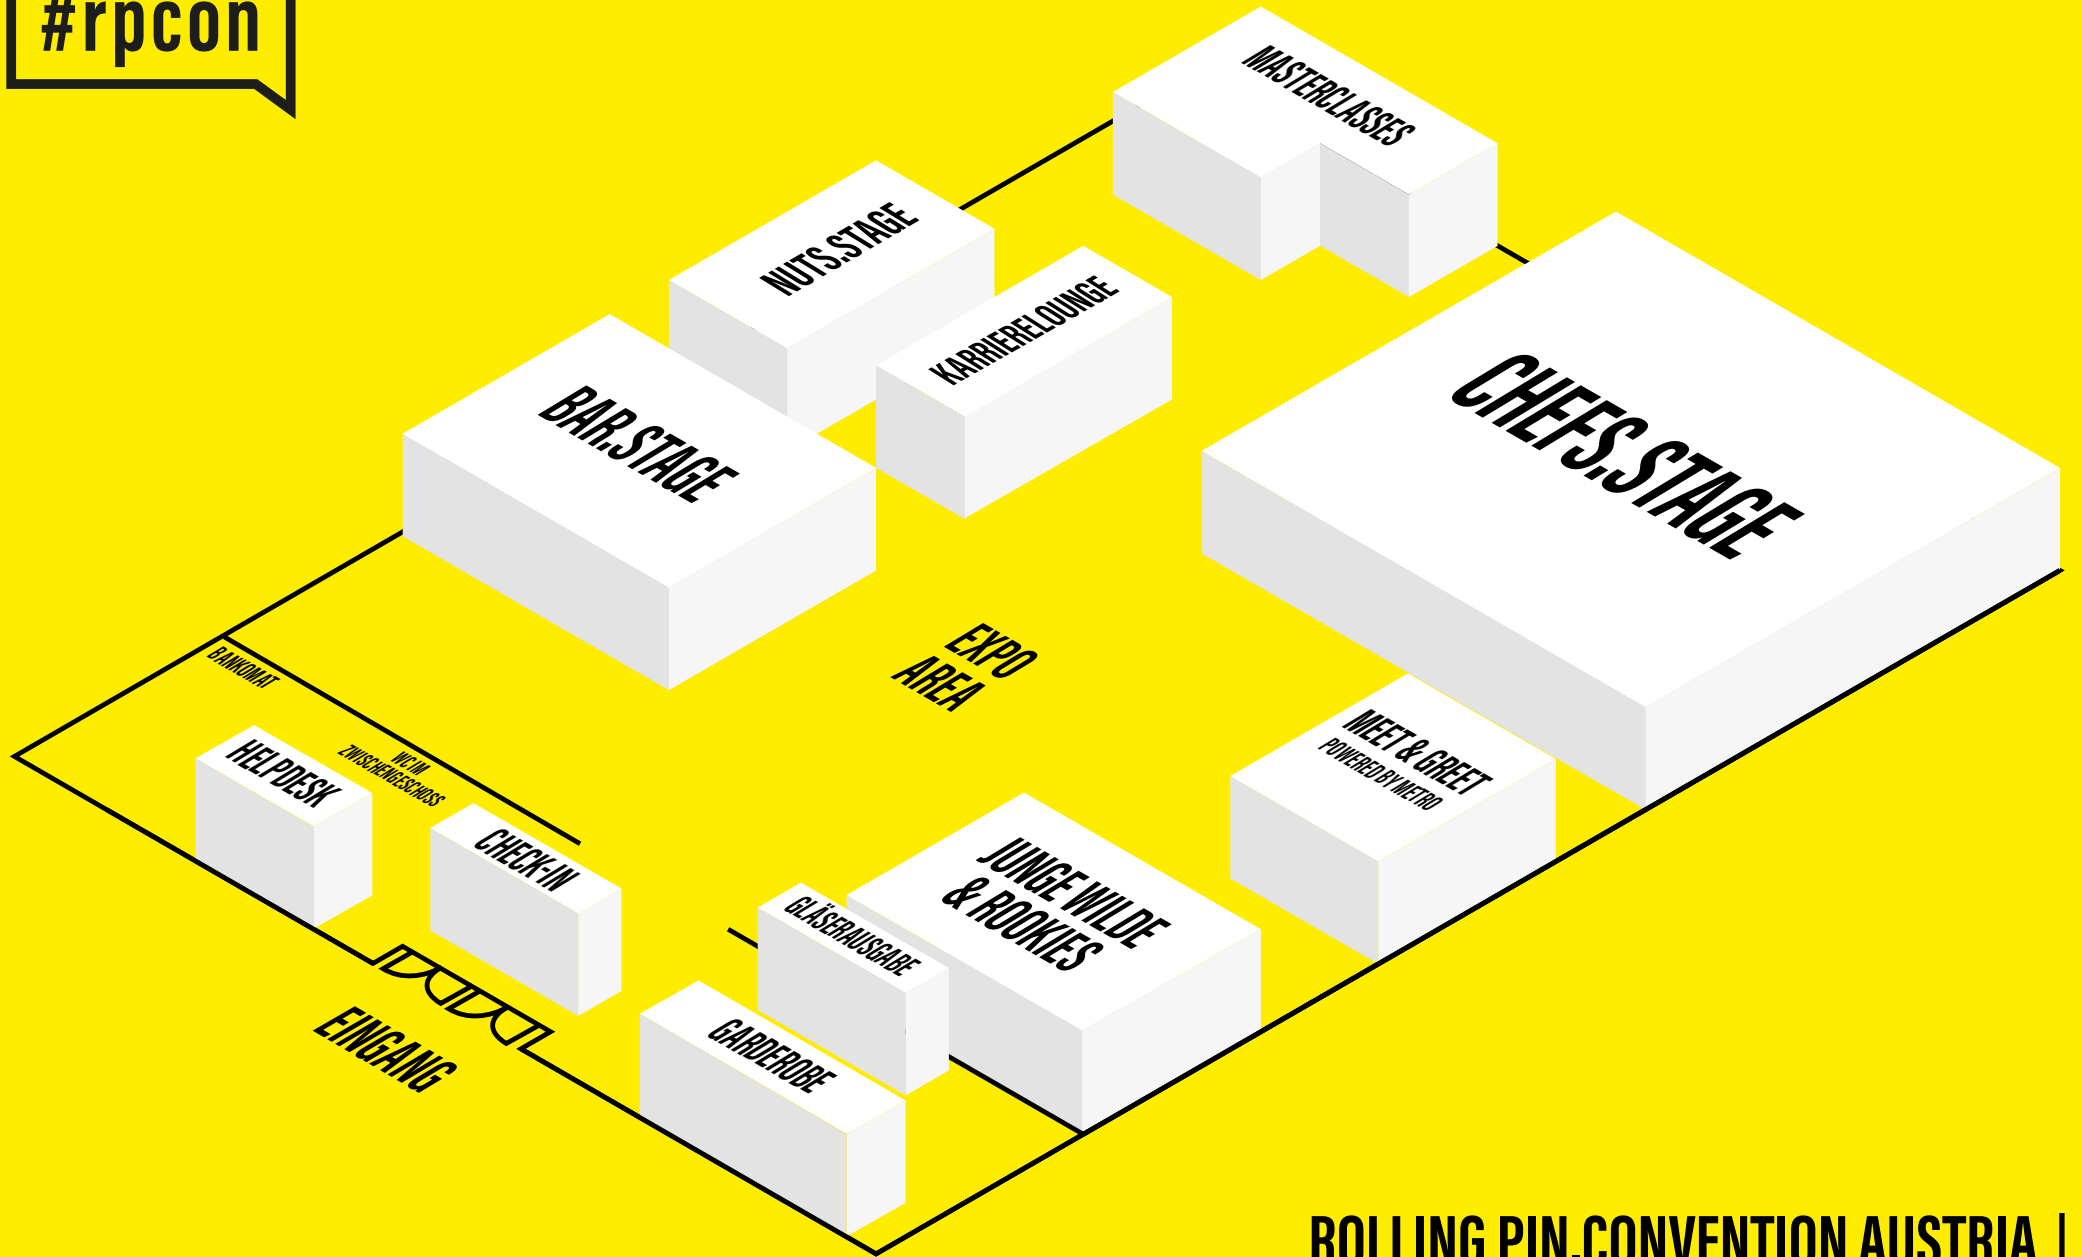 #rpcon
MASTERCLASSES
NUTS.STAGE
KARRIERELOUNGE
CHEFS.STAGE
BAR.STAGE
EXPO
AREA
BANKOMAT
WC IM
ZWISCHENGESCHOSS
HELPDESK
CHECK-IN
MEET & GREET
POWERED BY METRO
JUNGE WILDE
& ROOKIES
GLÄSERAUSGABE
GARDEROBE
EINGANG
ROLLING PIN.CONVENTION AUSTRIA |